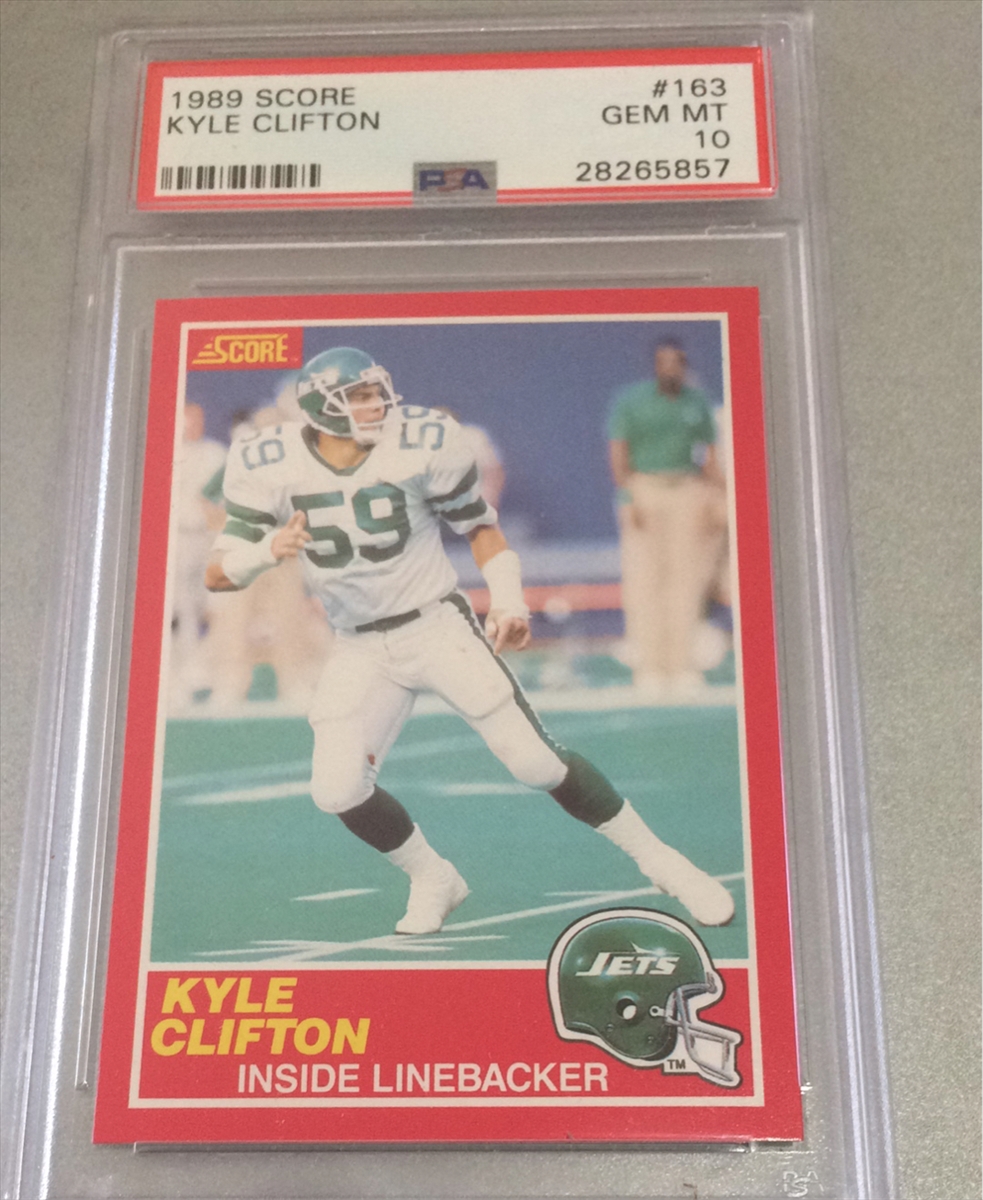 1989 SCORE #163
KYLE CLIFTON GEM MT
10
28265857
PSA
SCORE
59 59
59
JETS
TM
KYLE
CLIFTON
INSIDE LINEBACKER
PSA